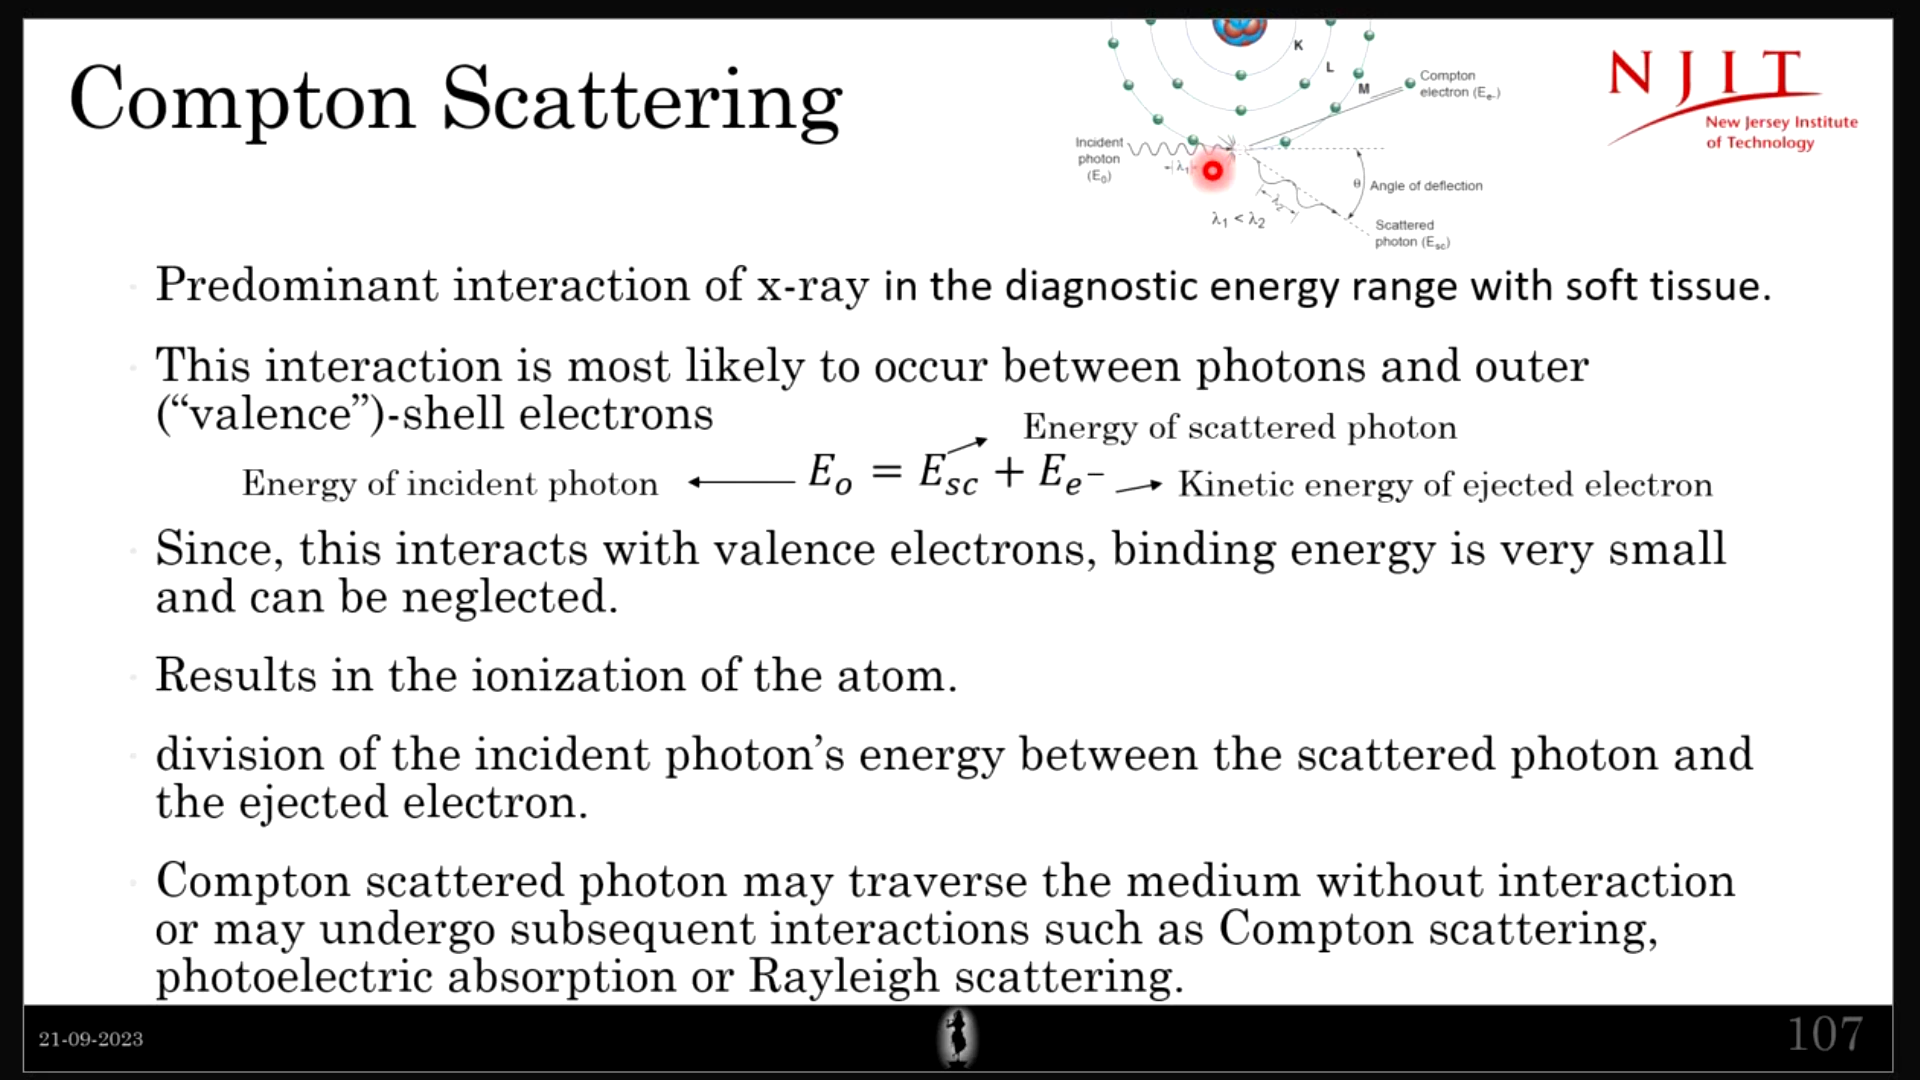 Compton Scattering
K
L
M
Compton
electron (Eₑ₋)
Incident
photon
(E₀)
λ₁
λ₂
λ₁ < λ₂
θ Angle of deflection
Scattered
photon (Eₛc)
NJIT
New Jersey Institute
of Technology
Predominant interaction of x-ray in the diagnostic energy range with soft tissue.
This interaction is most likely to occur between photons and outer
(“valence”)-shell electrons
Energy of scattered photon
Energy of incident photon
Eₒ = Eₛc + Eₑ−
Kinetic energy of ejected electron
Since, this interacts with valence electrons, binding energy is very small
and can be neglected.
Results in the ionization of the atom.
division of the incident photon’s energy between the scattered photon and
the ejected electron.
Compton scattered photon may traverse the medium without interaction
or may undergo subsequent interactions such as Compton scattering,
photoelectric absorption or Rayleigh scattering.
21-09-2023
107